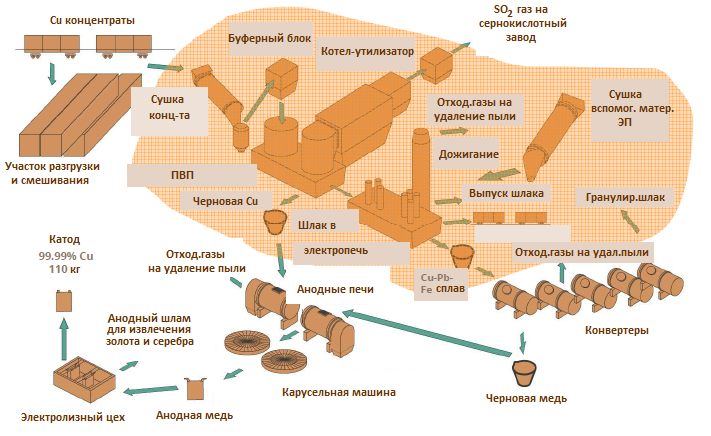 Cu концентраты
SO2 газ на
сернокислотный
завод
Буферный блок
Котел-утилизатор
Сушка
конц-та
Отход.газы на
удаление пыли
Сушка
вспомог. матер.
ЭП
Дожигание
Участок разгрузки
и смешивания
ПВП
Выпуск шлака
Гранулир.шлак
Черновая Cu
Шлак в
электропечь
Катод
99.99% Cu
110 кг
Отход.газы
на удаление пыли
Отход.газы на удал.пыли
Cu-Pb-
Fe сплав
Анодные печи
Анодный шлам
для извлечения
золота и серебра
Конвертеры
Карусельная машина
Черновая медь
Электролизный цех
Анодная медь